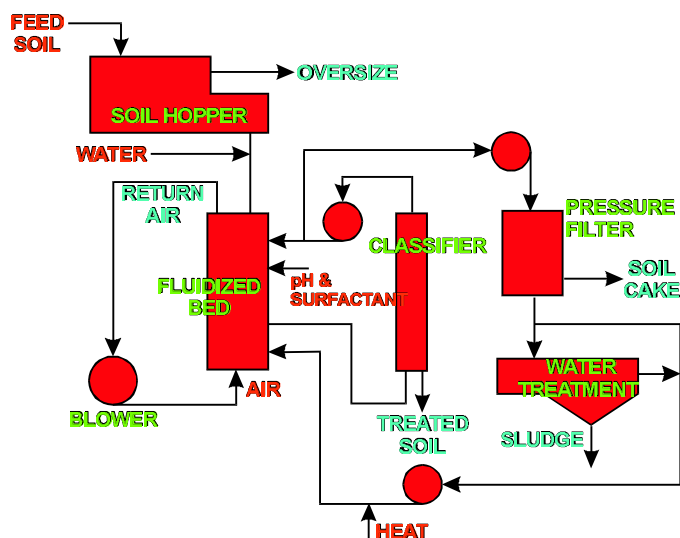 FEED
SOIL
OVERSIZE
SOIL HOPPER
WATER
RETURN
AIR
CLASSIFIER
PRESSURE
FILTER
FLUIDIZED
BED
pH &
SURFACTANT
SOIL
CAKE
AIR
BLOWER
WATER
TREATMENT
TREATED
SOIL
SLUDGE
HEAT